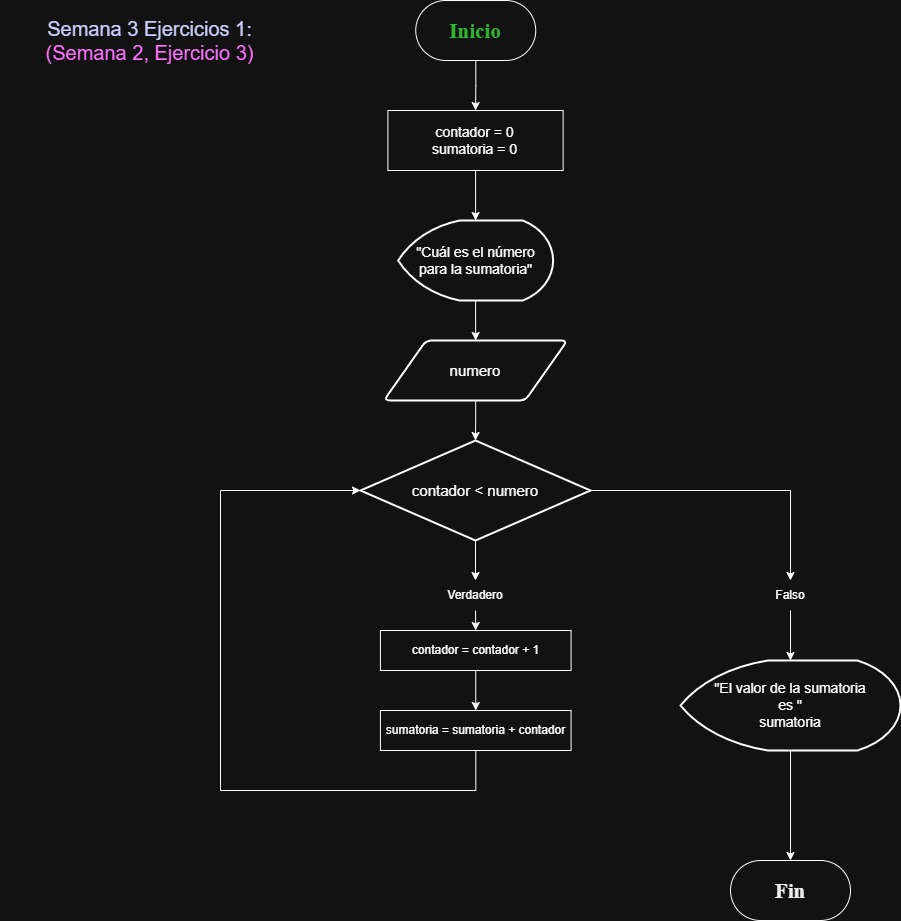 Semana 3 Ejercicios 1:
(Semana 2, Ejercicio 3)
Inicio
contador = 0
sumatoria = 0
"Cuál es el número
para la sumatoria"
numero
contador < numero
Verdadero
Falso
contador = contador + 1
"El valor de la sumatoria
es "
sumatoria
sumatoria = sumatoria + contador
Fin